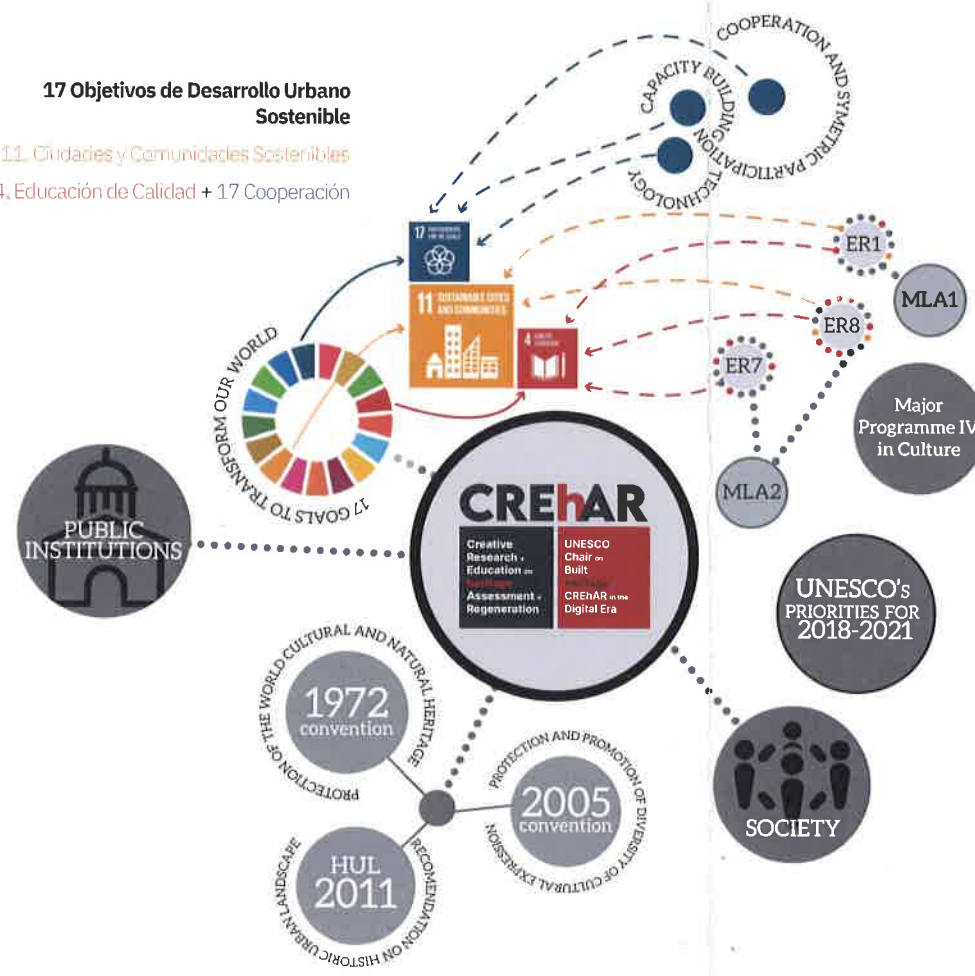 17 Objetivos de Desarrollo Urbano
Sostenible
11. Ciudades y Comunidades Sostenibles
4. Educación de Calidad + 17 Cooperación
COOPERATION AND SYMETRIC PARTICIPATION
CAPACITY BUILDING
TECHNOLOGY
17
11 SUSTAINABLE CITIES
AND COMMUNITIES
4
ER1
MLA1
ER8
ER7
MLA2
Major
Programme IV
in Culture
17 GOALS TO TRANSFORM OUR WORLD
PUBLIC
INSTITUTIONS
CREhAR
Creative
Research +
Education on
heritage
Assessment +
Regeneration
UNESCO
Chair on
Built
heritage
CREhAR in the
Digital Era
UNESCO's
PRIORITIES FOR
2018-2021
PROTECTION OF THE WORLD CULTURAL AND NATURAL HERITAGE
1972
convention
PROTECTION AND PROMOTION OF DIVERSITY OF CULTURAL EXPRESSION
2005
convention
RECOMENDATION ON HISTORIC URBAN LANDSCAPE
HUL
2011
SOCIETY